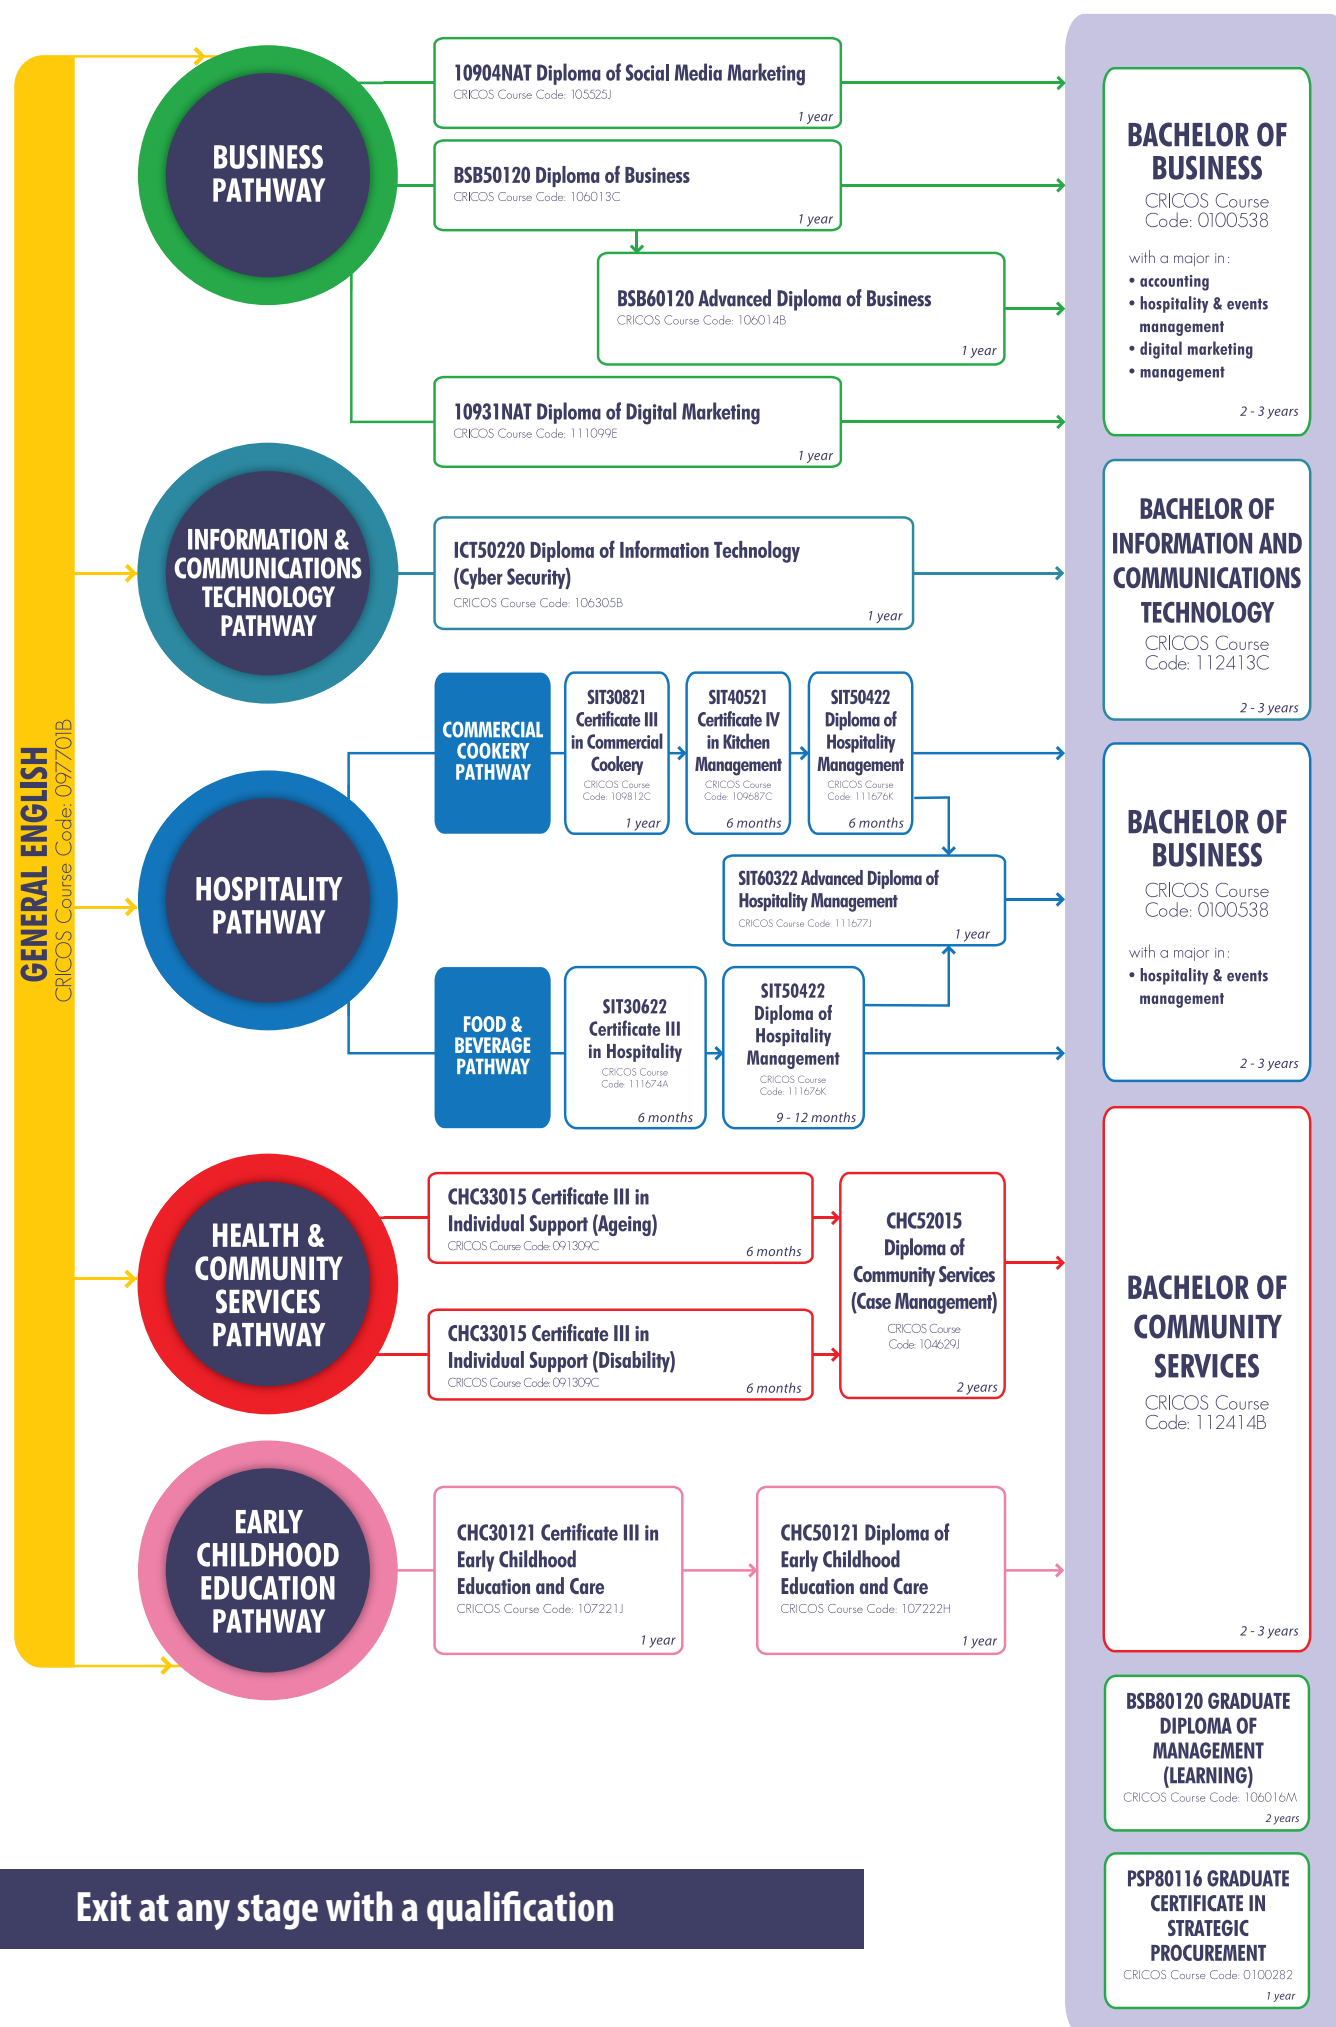 GENERAL ENGLISH
CRICOS Course Code: 097701B
BUSINESS
PATHWAY
10904NAT Diploma of Social Media Marketing
CRICOS Course Code: 105525J
1 year
BSB50120 Diploma of Business
CRICOS Course Code: 106013C
1 year
BSB60120 Advanced Diploma of Business
CRICOS Course Code: 106014B
1 year
10931NAT Diploma of Digital Marketing
CRICOS Course Code: 111099E
1 year
BACHELOR OF
BUSINESS
CRICOS Course
Code: 0100538
with a major in:
• accounting
• hospitality & events
management
• digital marketing
• management
2 - 3 years
INFORMATION &
COMMUNICATIONS
TECHNOLOGY
PATHWAY
ICT50220 Diploma of Information Technology
(Cyber Security)
CRICOS Course Code: 106305B
1 year
BACHELOR OF
INFORMATION AND
COMMUNICATIONS
TECHNOLOGY
CRICOS Course
Code: 112413C
2 - 3 years
HOSPITALITY
PATHWAY
COMMERCIAL
COOKERY
PATHWAY
SIT30821
Certificate III
in Commercial
Cookery
CRICOS Course
Code: 109812C
1 year
SIT40521
Certificate IV
in Kitchen
Management
CRICOS Course
Code: 109687C
6 months
SIT50422
Diploma of
Hospitality
Management
CRICOS Course
Code: 111676K
6 months
SIT60322 Advanced Diploma of
Hospitality Management
CRICOS Course Code: 111677J
1 year
FOOD &
BEVERAGE
PATHWAY
SIT30622
Certificate III
in Hospitality
CRICOS Course
Code: 111674A
6 months
SIT50422
Diploma of
Hospitality
Management
CRICOS Course
Code: 111676K
9 - 12 months
BACHELOR OF
BUSINESS
CRICOS Course
Code: 0100538
with a major in:
• hospitality & events
management
2 - 3 years
HEALTH &
COMMUNITY
SERVICES
PATHWAY
CHC33015 Certificate III in
Individual Support (Ageing)
CRICOS Course Code: 091309C
6 months
CHC33015 Certificate III in
Individual Support (Disability)
CRICOS Course Code: 091309C
6 months
CHC52015
Diploma of
Community Services
(Case Management)
CRICOS Course
Code: 104629J
2 years
BACHELOR OF
COMMUNITY
SERVICES
CRICOS Course
Code: 112414B
2 - 3 years
EARLY
CHILDHOOD
EDUCATION
PATHWAY
CHC30121 Certificate III in
Early Childhood
Education and Care
CRICOS Course Code: 107221J
1 year
CHC50121 Diploma of
Early Childhood
Education and Care
CRICOS Course Code: 107222H
1 year
BSB80120 GRADUATE
DIPLOMA OF
MANAGEMENT
(LEARNING)
CRICOS Course Code: 106016M
2 years
PSP80116 GRADUATE
CERTIFICATE IN
STRATEGIC
PROCUREMENT
CRICOS Course Code: 0100282
1 year
Exit at any stage with a qualification